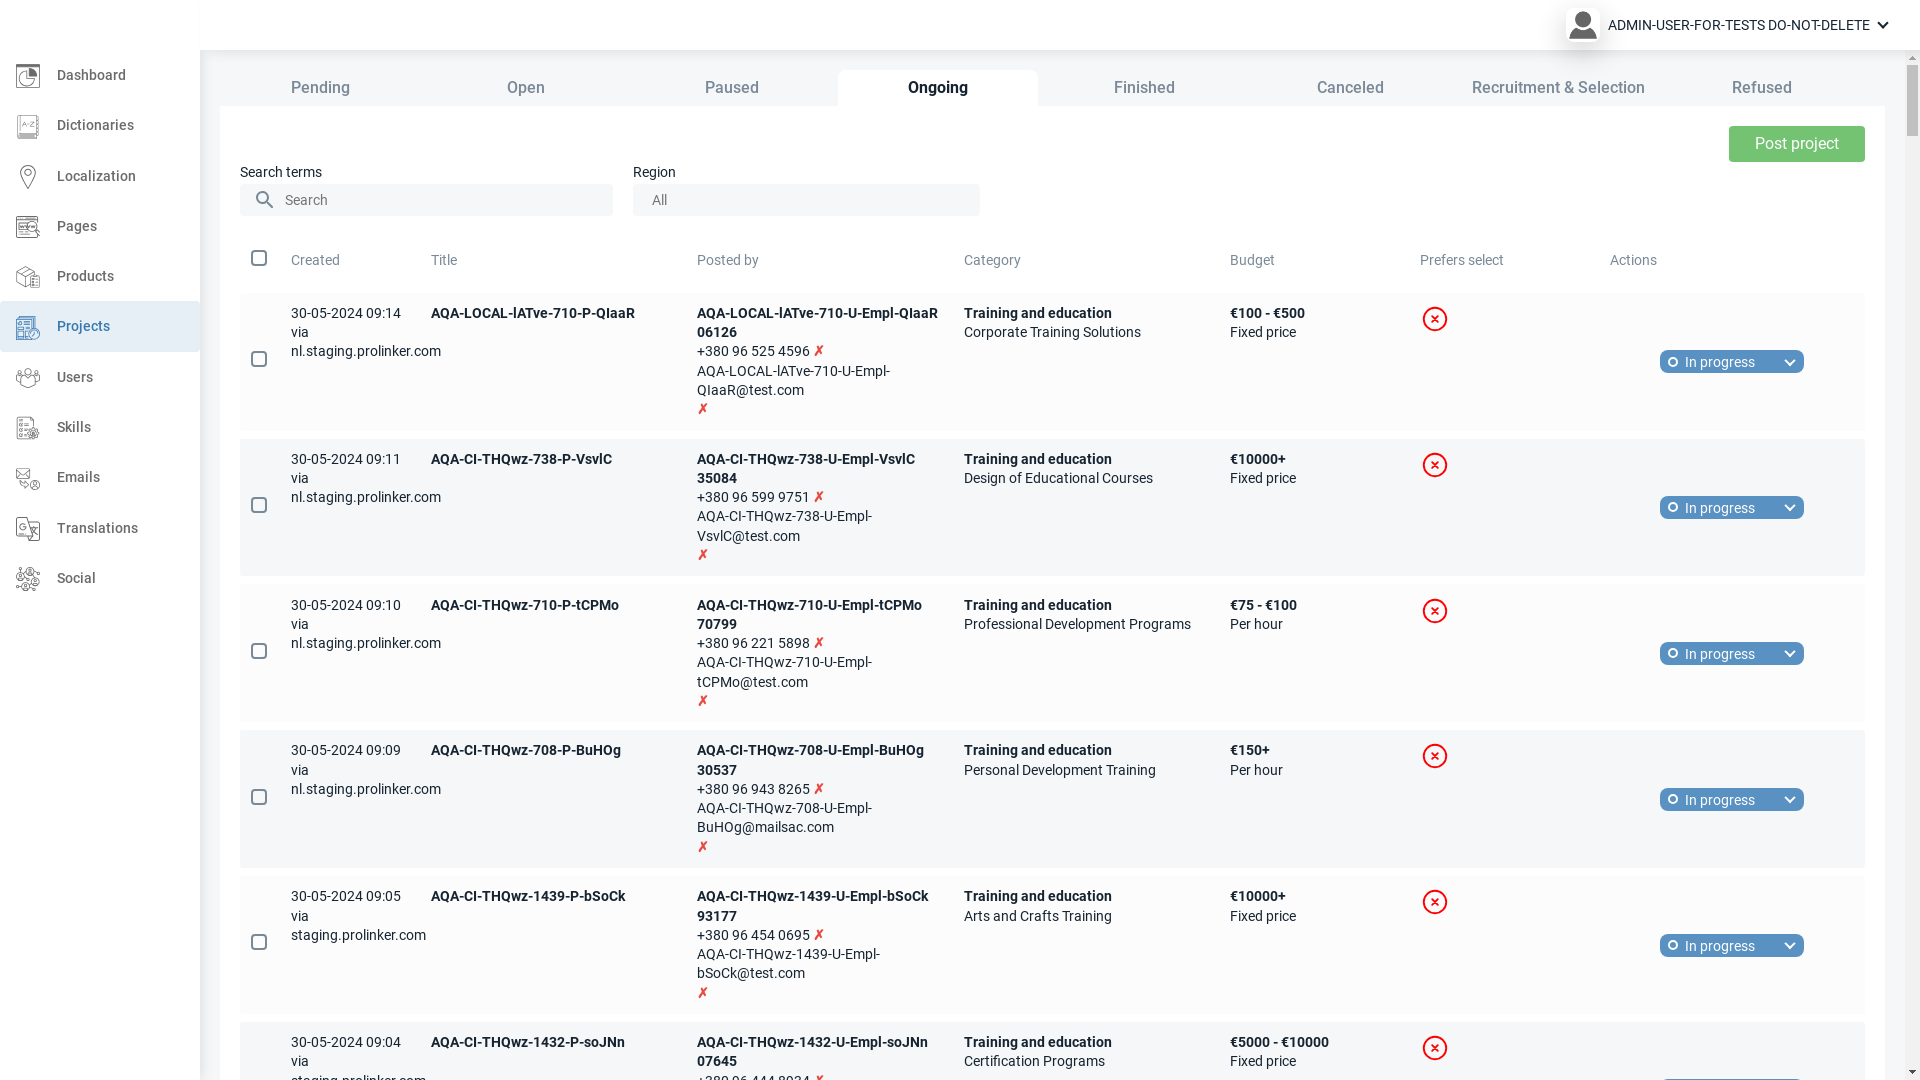 ADMIN-USER-FOR-TESTS DO-NOT-DELETE
Dashboard
Dictionaries
Localization
Pages
Products
Projects
Users
Skills
Emails
Translations
Social
Pending Open Paused Ongoing Finished Canceled Recruitment & Selection Refused
Post project
Search terms Region
Search All
Created Title Posted by Category Budget Prefers select Actions
30-05-2024 09:14 AQA-LOCAL-lATve-710-P-QIaaR AQA-LOCAL-lATve-710-U-Empl-QIaaR Training and education €100 - €500
via 06126 Corporate Training Solutions Fixed price
nl.staging.prolinker.com +380 96 525 4596 ✗ In progress
AQA-LOCAL-lATve-710-U-Empl-
QIaaR@test.com
✗
30-05-2024 09:11 AQA-CI-THQwz-738-P-VsvlC AQA-CI-THQwz-738-U-Empl-VsvlC Training and education €10000+
via 35084 Design of Educational Courses Fixed price
nl.staging.prolinker.com +380 96 599 9751 ✗ In progress
AQA-CI-THQwz-738-U-Empl-
VsvlC@test.com
✗
30-05-2024 09:10 AQA-CI-THQwz-710-P-tCPMo AQA-CI-THQwz-710-U-Empl-tCPMo Training and education €75 - €100
via 70799 Professional Development Programs Per hour
nl.staging.prolinker.com +380 96 221 5898 ✗ In progress
AQA-CI-THQwz-710-U-Empl-
tCPMo@test.com
✗
30-05-2024 09:09 AQA-CI-THQwz-708-P-BuHOg AQA-CI-THQwz-708-U-Empl-BuHOg Training and education €150+
via 30537 Personal Development Training Per hour
nl.staging.prolinker.com +380 96 943 8265 ✗ In progress
AQA-CI-THQwz-708-U-Empl-
BuHOg@mailsac.com
✗
30-05-2024 09:05 AQA-CI-THQwz-1439-P-bSoCk AQA-CI-THQwz-1439-U-Empl-bSoCk Training and education €10000+
via 93177 Arts and Crafts Training Fixed price
staging.prolinker.com +380 96 454 0695 ✗ In progress
AQA-CI-THQwz-1439-U-Empl-
bSoCk@test.com
✗
30-05-2024 09:04 AQA-CI-THQwz-1432-P-soJNn AQA-CI-THQwz-1432-U-Empl-soJNn Training and education €5000 - €10000
via 07645 Certification Programs Fixed price